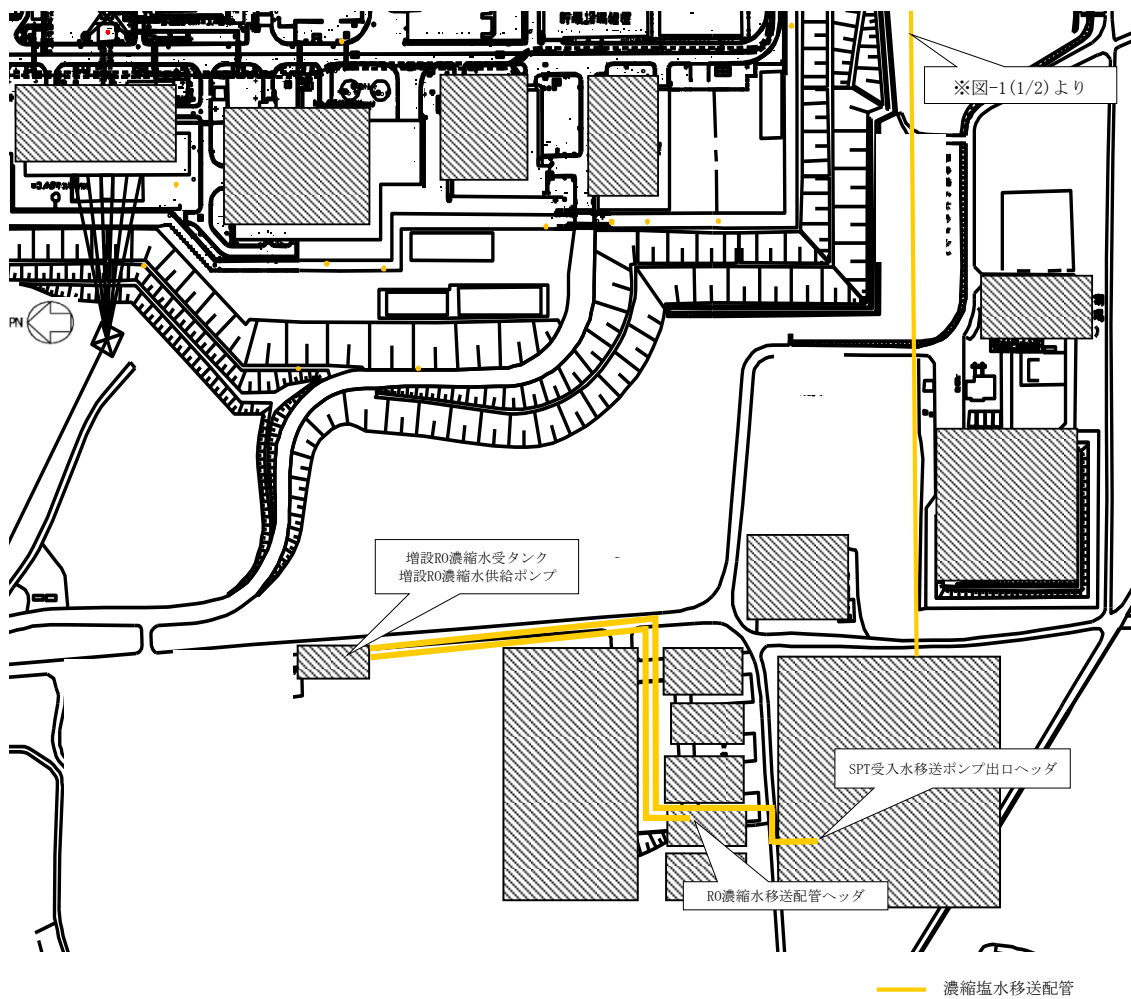 ※図-1(1/2)より
PN
増設RO濃縮水受タンク
増設RO濃縮水供給ポンプ
SPT受入水移送ポンプ出口ヘッダ
RO濃縮水移送配管ヘッダ
濃縮塩水移送配管